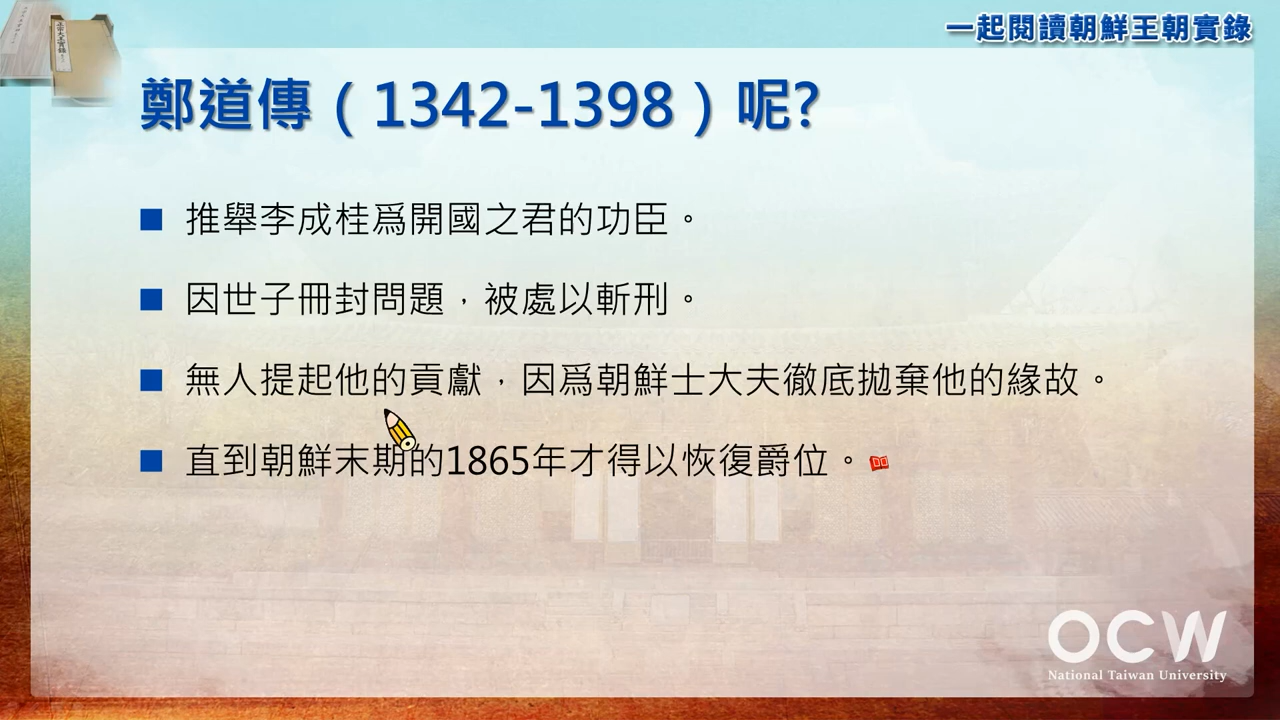 一起閱讀朝鮮王朝實錄
鄭道傳（1342-1398）呢?
推舉李成桂爲開國之君的功臣。
因世子冊封問題，被處以斬刑。
無人提起他的貢獻，因爲朝鮮士大夫徹底拋棄他的緣故。
直到朝鮮末期的1865年才得以恢復爵位。
OCW
National Taiwan University